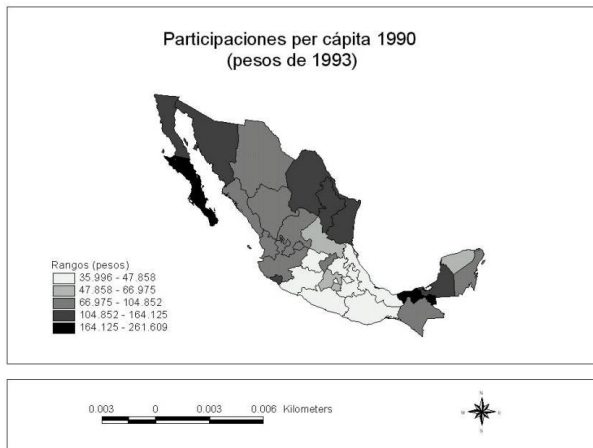 Participaciones per cápita 1990
(pesos de 1993)
Rangos (pesos)
35.996 - 47.858
47.858 - 66.975
66.975 - 104.852
104.852 - 164.125
164.125 - 261.609
0.003 0 0.003 0.006 Kilometers